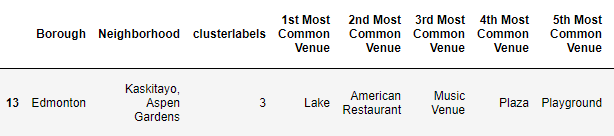 Borough Neighborhood clusterlabels 1st Most Common Venue 2nd Most Common Venue 3rd Most Common Venue 4th Most Common Venue 5th Most Common Venue
13 Edmonton Kaskitayo, Aspen Gardens 3 Lake American Restaurant Music Venue Plaza Playground